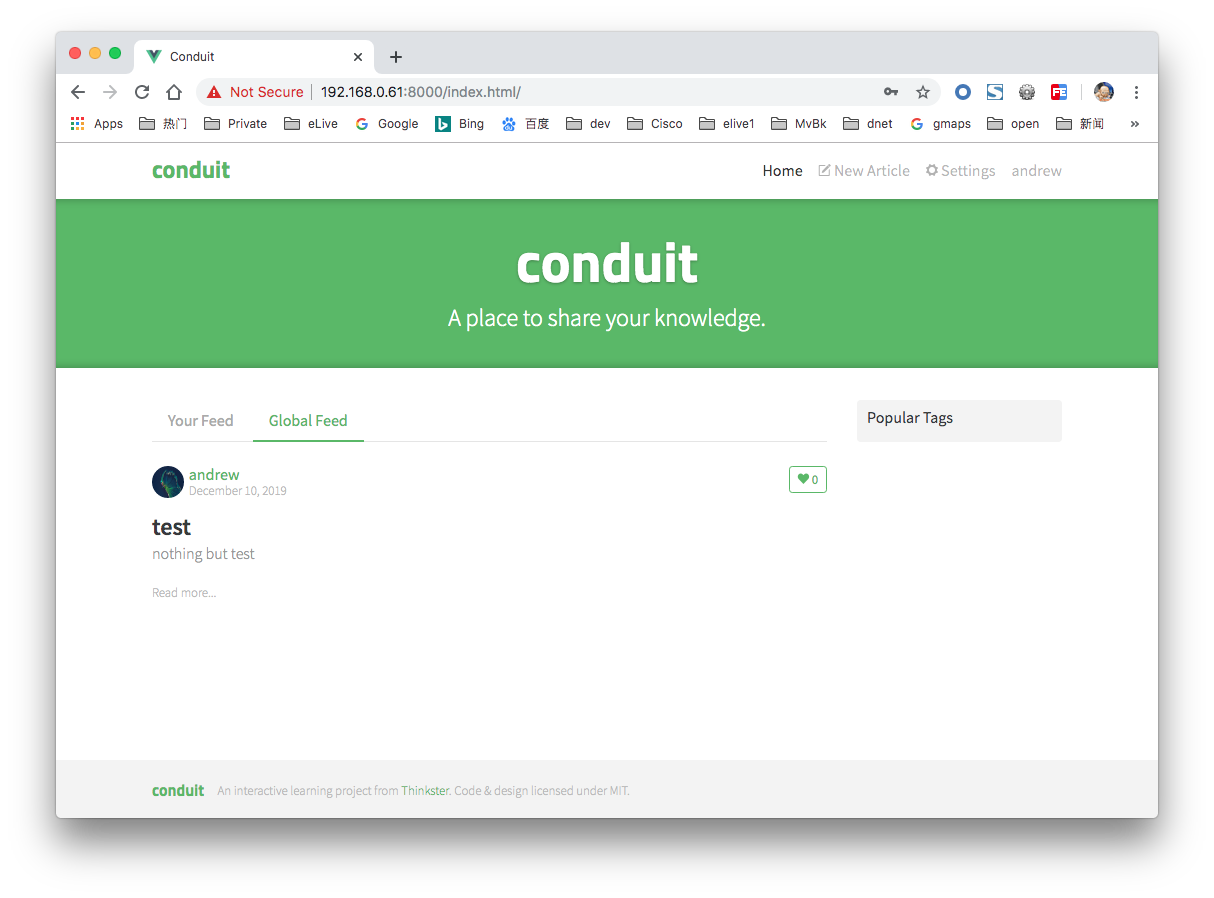 Conduit
Not Secure 192.168.0.61:8000/index.html/
Apps 热门 Private eLive Google Bing 百度 dev Cisco elive1 MvBk dnet gmaps open 新闻 »
conduit Home New Article Settings andrew
conduit
A place to share your knowledge.
Your Feed Global Feed
Popular Tags
andrew
December 10, 2019
0
test
nothing but test
Read more...
conduit An interactive learning project from Thinkster. Code & design licensed under MIT.